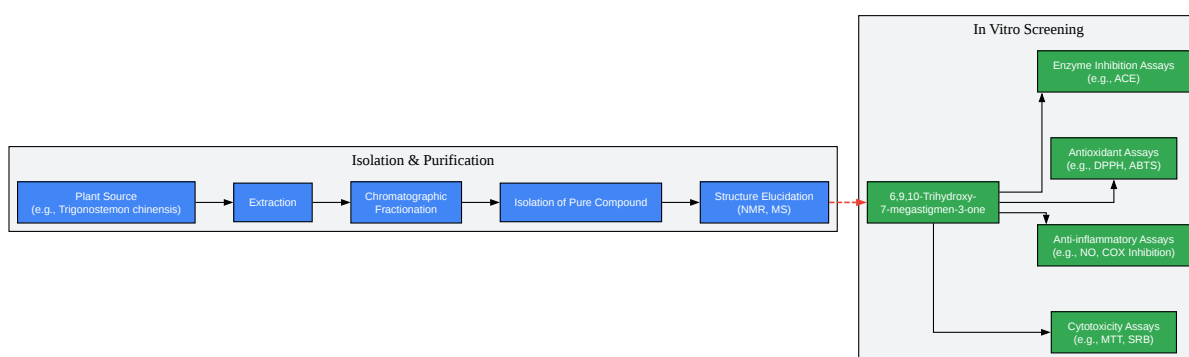 In Vitro Screening
Enzyme Inhibition Assays
(e.g., ACE)
Isolation & Purification
Antioxidant Assays
(e.g., DPPH, ABTS)
Plant Source
(e.g., Trigonostemon chinensis)
Extraction
Chromatographic
Fractionation
Isolation of Pure Compound
Structure Elucidation
(NMR, MS)
6,9,10-Trihydroxy-
7-megastigmen-3-one
Anti-inflammatory Assays
(e.g., NO, COX Inhibition)
Cytotoxicity Assays
(e.g., MTT, SRB)